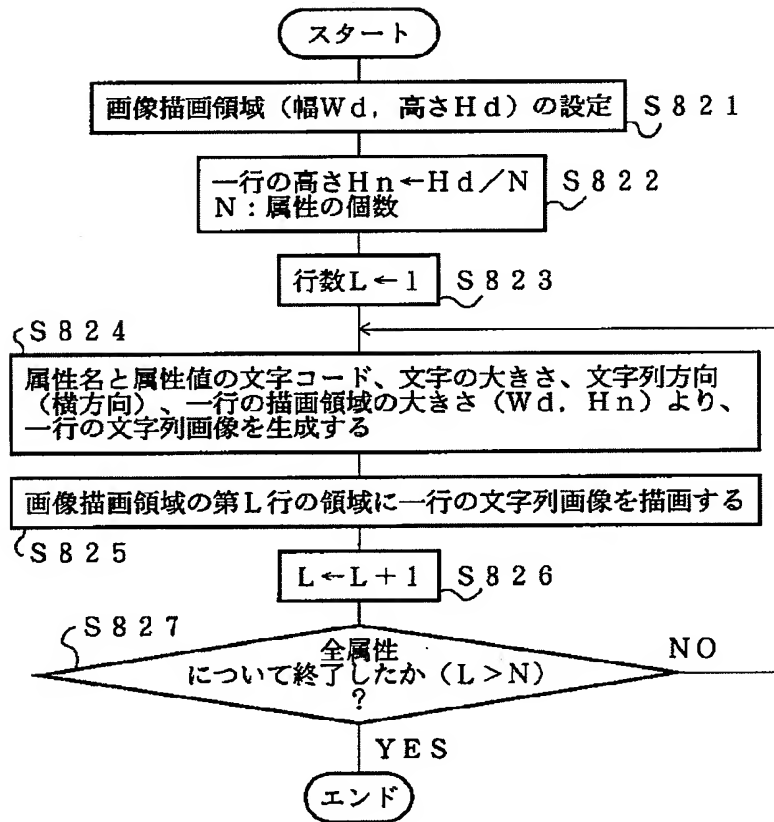 スタート
画像描画領域（幅Wd，高さHd）の設定
S821
一行の高さHn←Hd／N
N：属性の個数
S822
行数L←1
S823
S824
属性名と属性値の文字コード、文字の大きさ、文字列方向
（横方向）、一行の描画領域の大きさ（Wd，Hn）より、
一行の文字列画像を生成する
画像描画領域の第L行の領域に一行の文字列画像を描画する
S825
L←L＋1
S826
S827
全属性
について終了したか（L＞N）
？
NO
YES
エンド